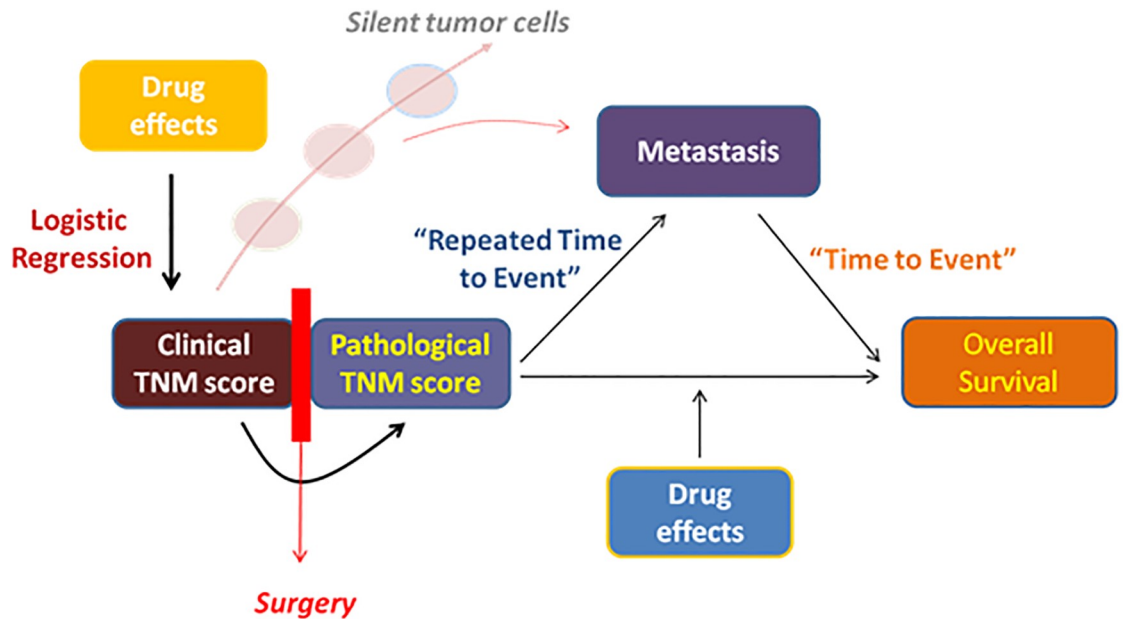 Silent tumor cells
Drug
effects
Metastasis
Logistic
Regression
“Repeated Time
to Event”
“Time to Event”
Clinical
TNM score
Pathological
TNM score
Overall
Survival
Drug
effects
Surgery